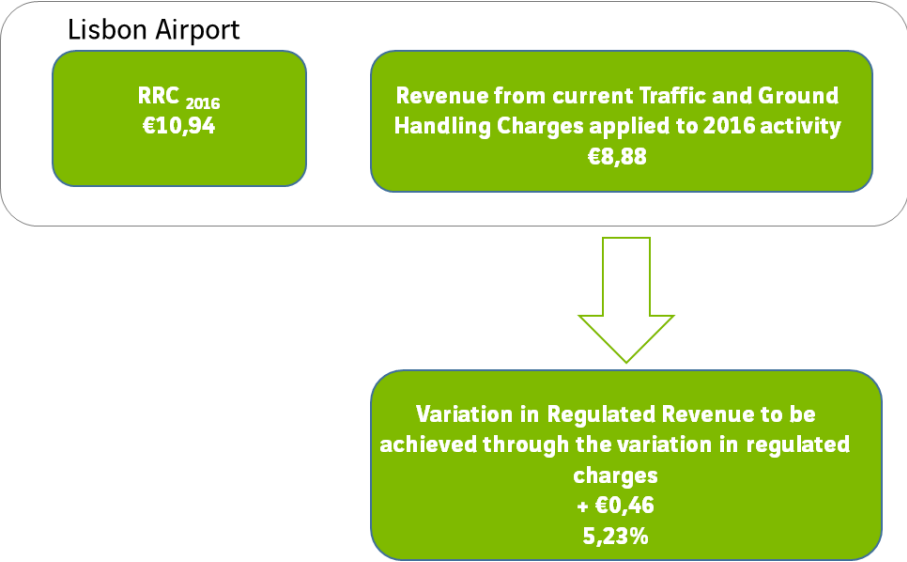 Lisbon Airport
RRC 2016
€10,94
Revenue from current Traffic and Ground
Handling Charges applied to 2016 activity
€8,88
Variation in Regulated Revenue to be
achieved through the variation in regulated
charges
+ €0,46
5,23%